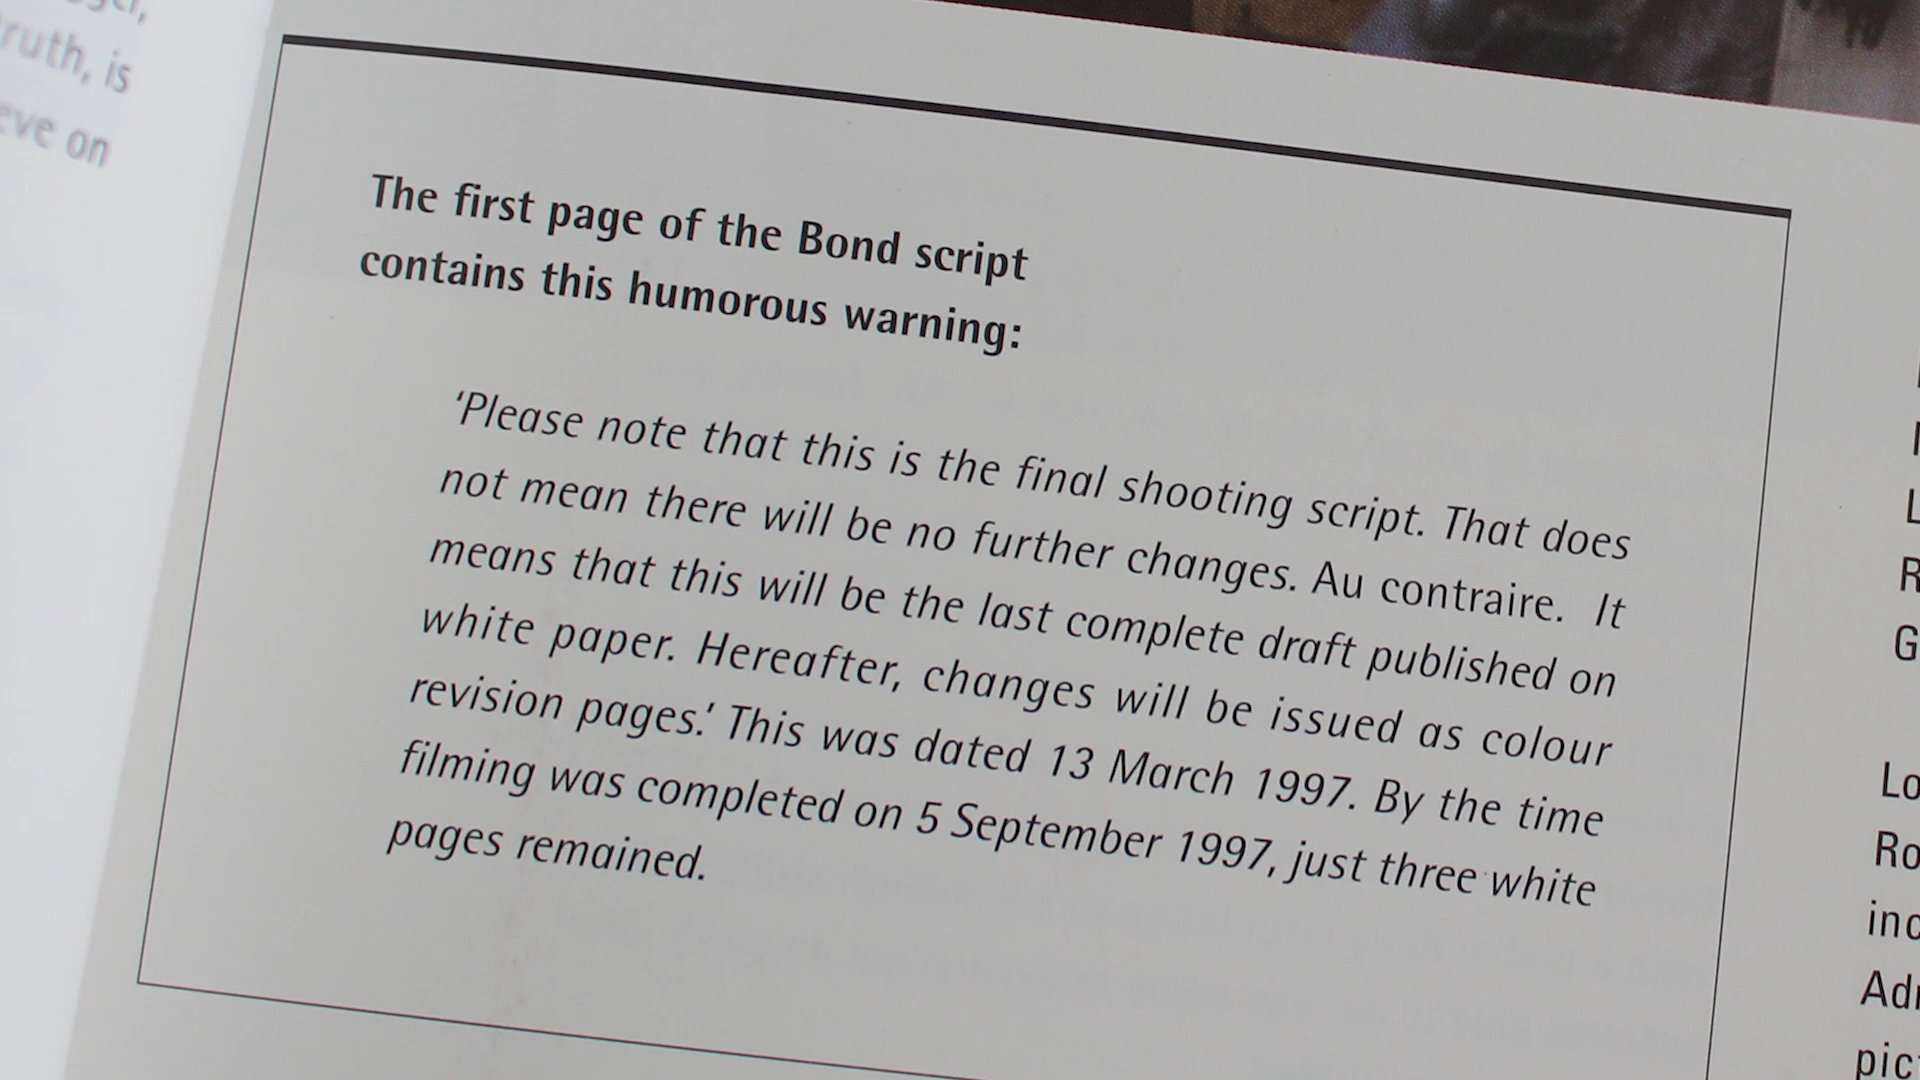 ruth, is
eve on
The first page of the Bond script
contains this humorous warning:
‘Please note that this is the final shooting script. That does
not mean there will be no further changes. Au contraire. It
means that this will be the last complete draft published on
white paper. Hereafter, changes will be issued as colour
revision pages.’ This was dated 13 March 1997. By the time
filming was completed on 5 September 1997, just three white
pages remained.
L
R
G
Lo
Ro
inc
Adr
pict